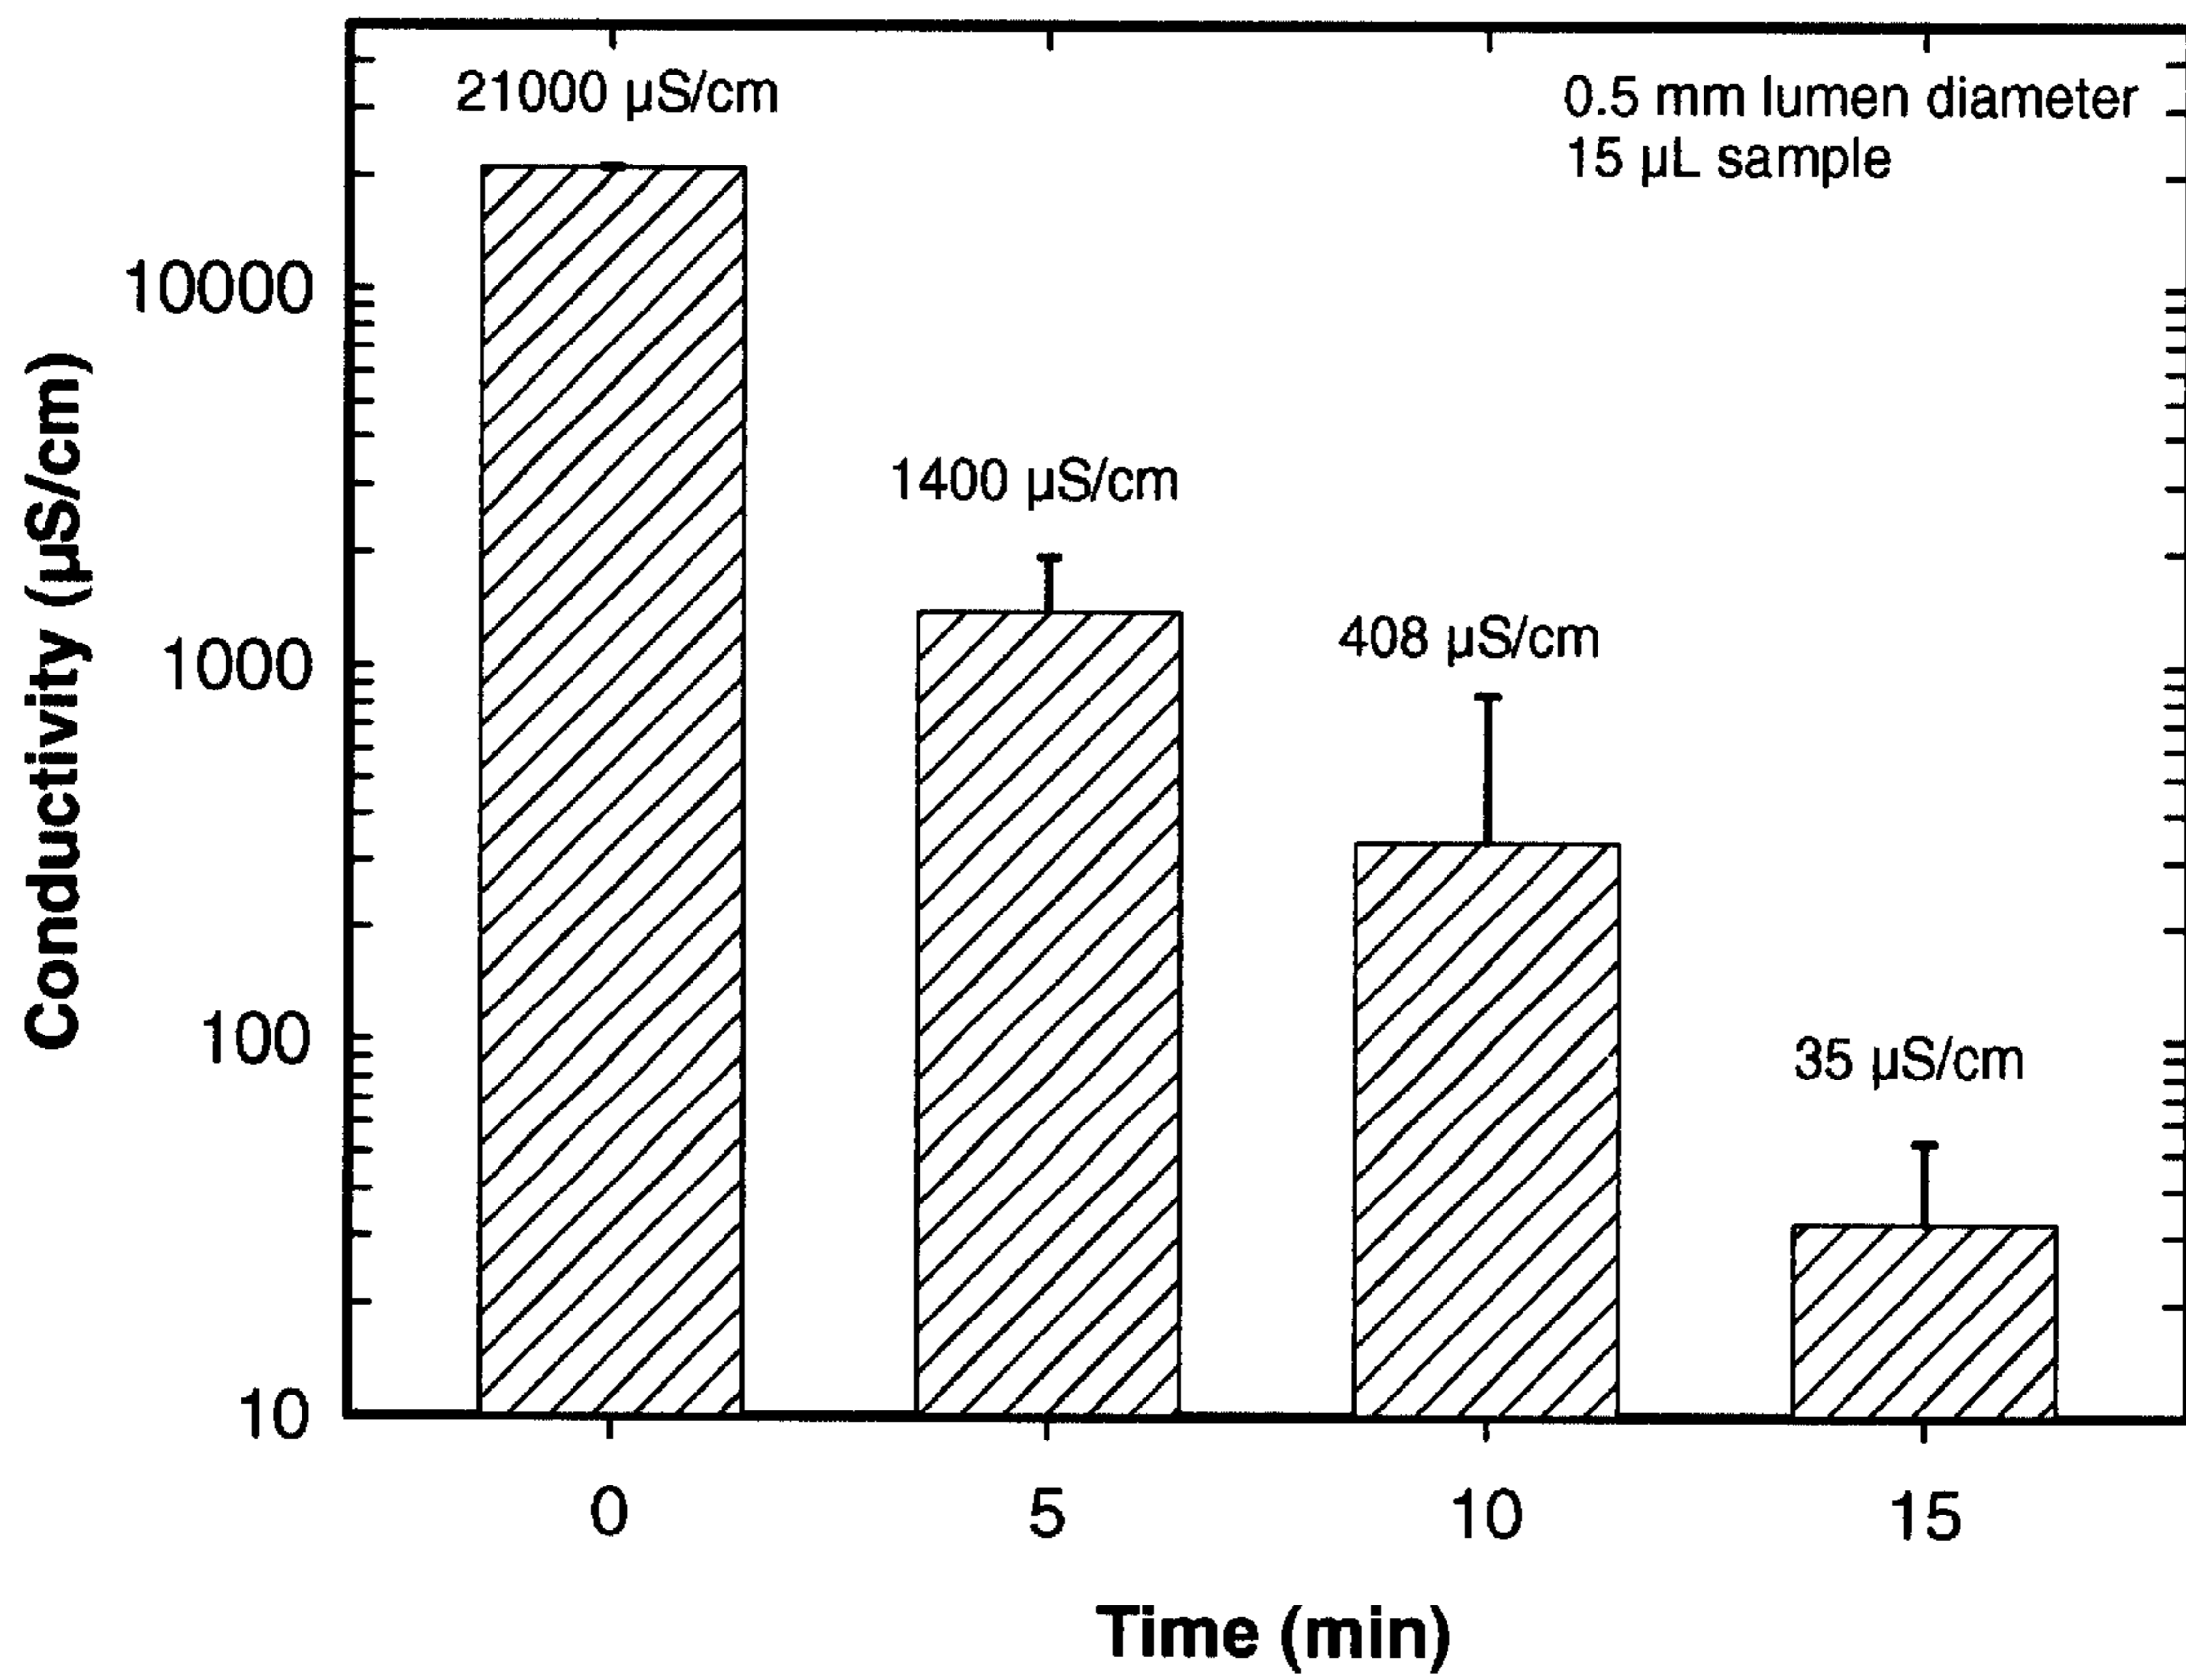 21000 µS/cm
0.5 mm lumen diameter
15 µL sample
10000
1400 µS/cm
408 µS/cm
1000
100
35 µS/cm
10
Conductivity (µS/cm)
0
5
10
15
Time (min)